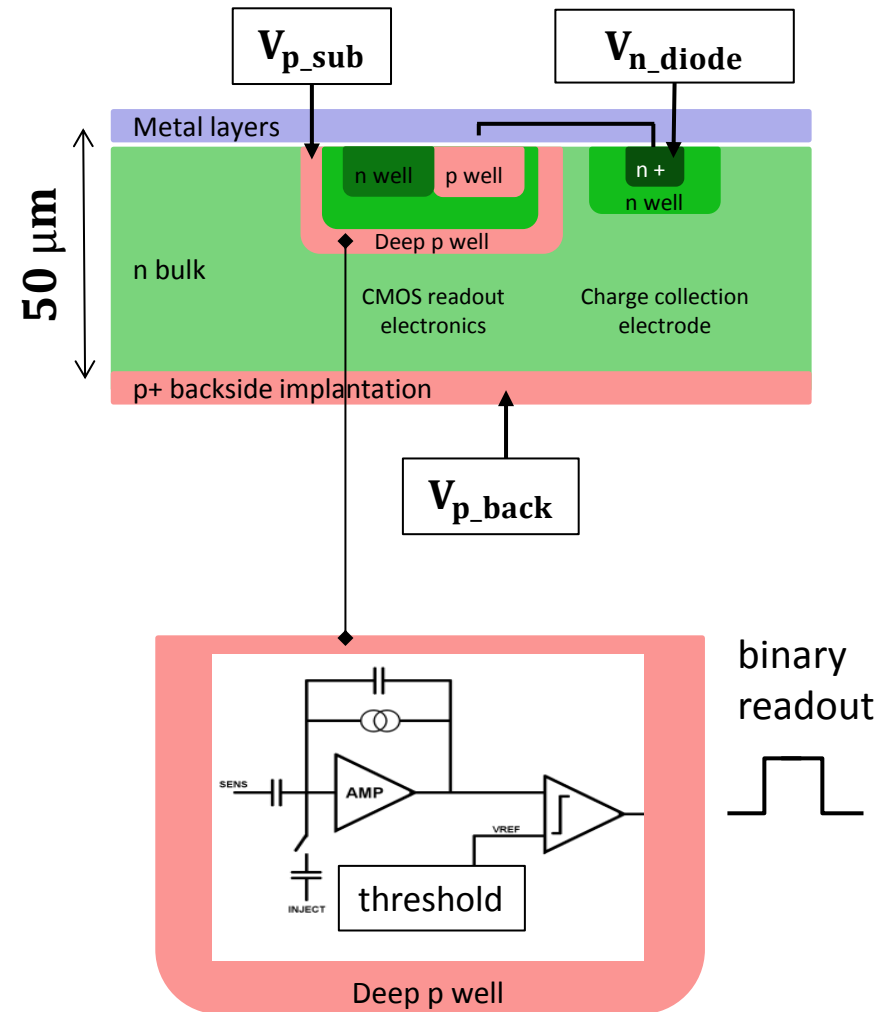 V_p_sub
V_n_diode
Metal layers
n well
p well
n +
n well
Deep p well
50 μm
n bulk
CMOS readout
electronics
Charge collection
electrode
p+ backside implantation
V_p_back
binary
readout
SENS
AMP
VREF
INJECT
threshold
Deep p well